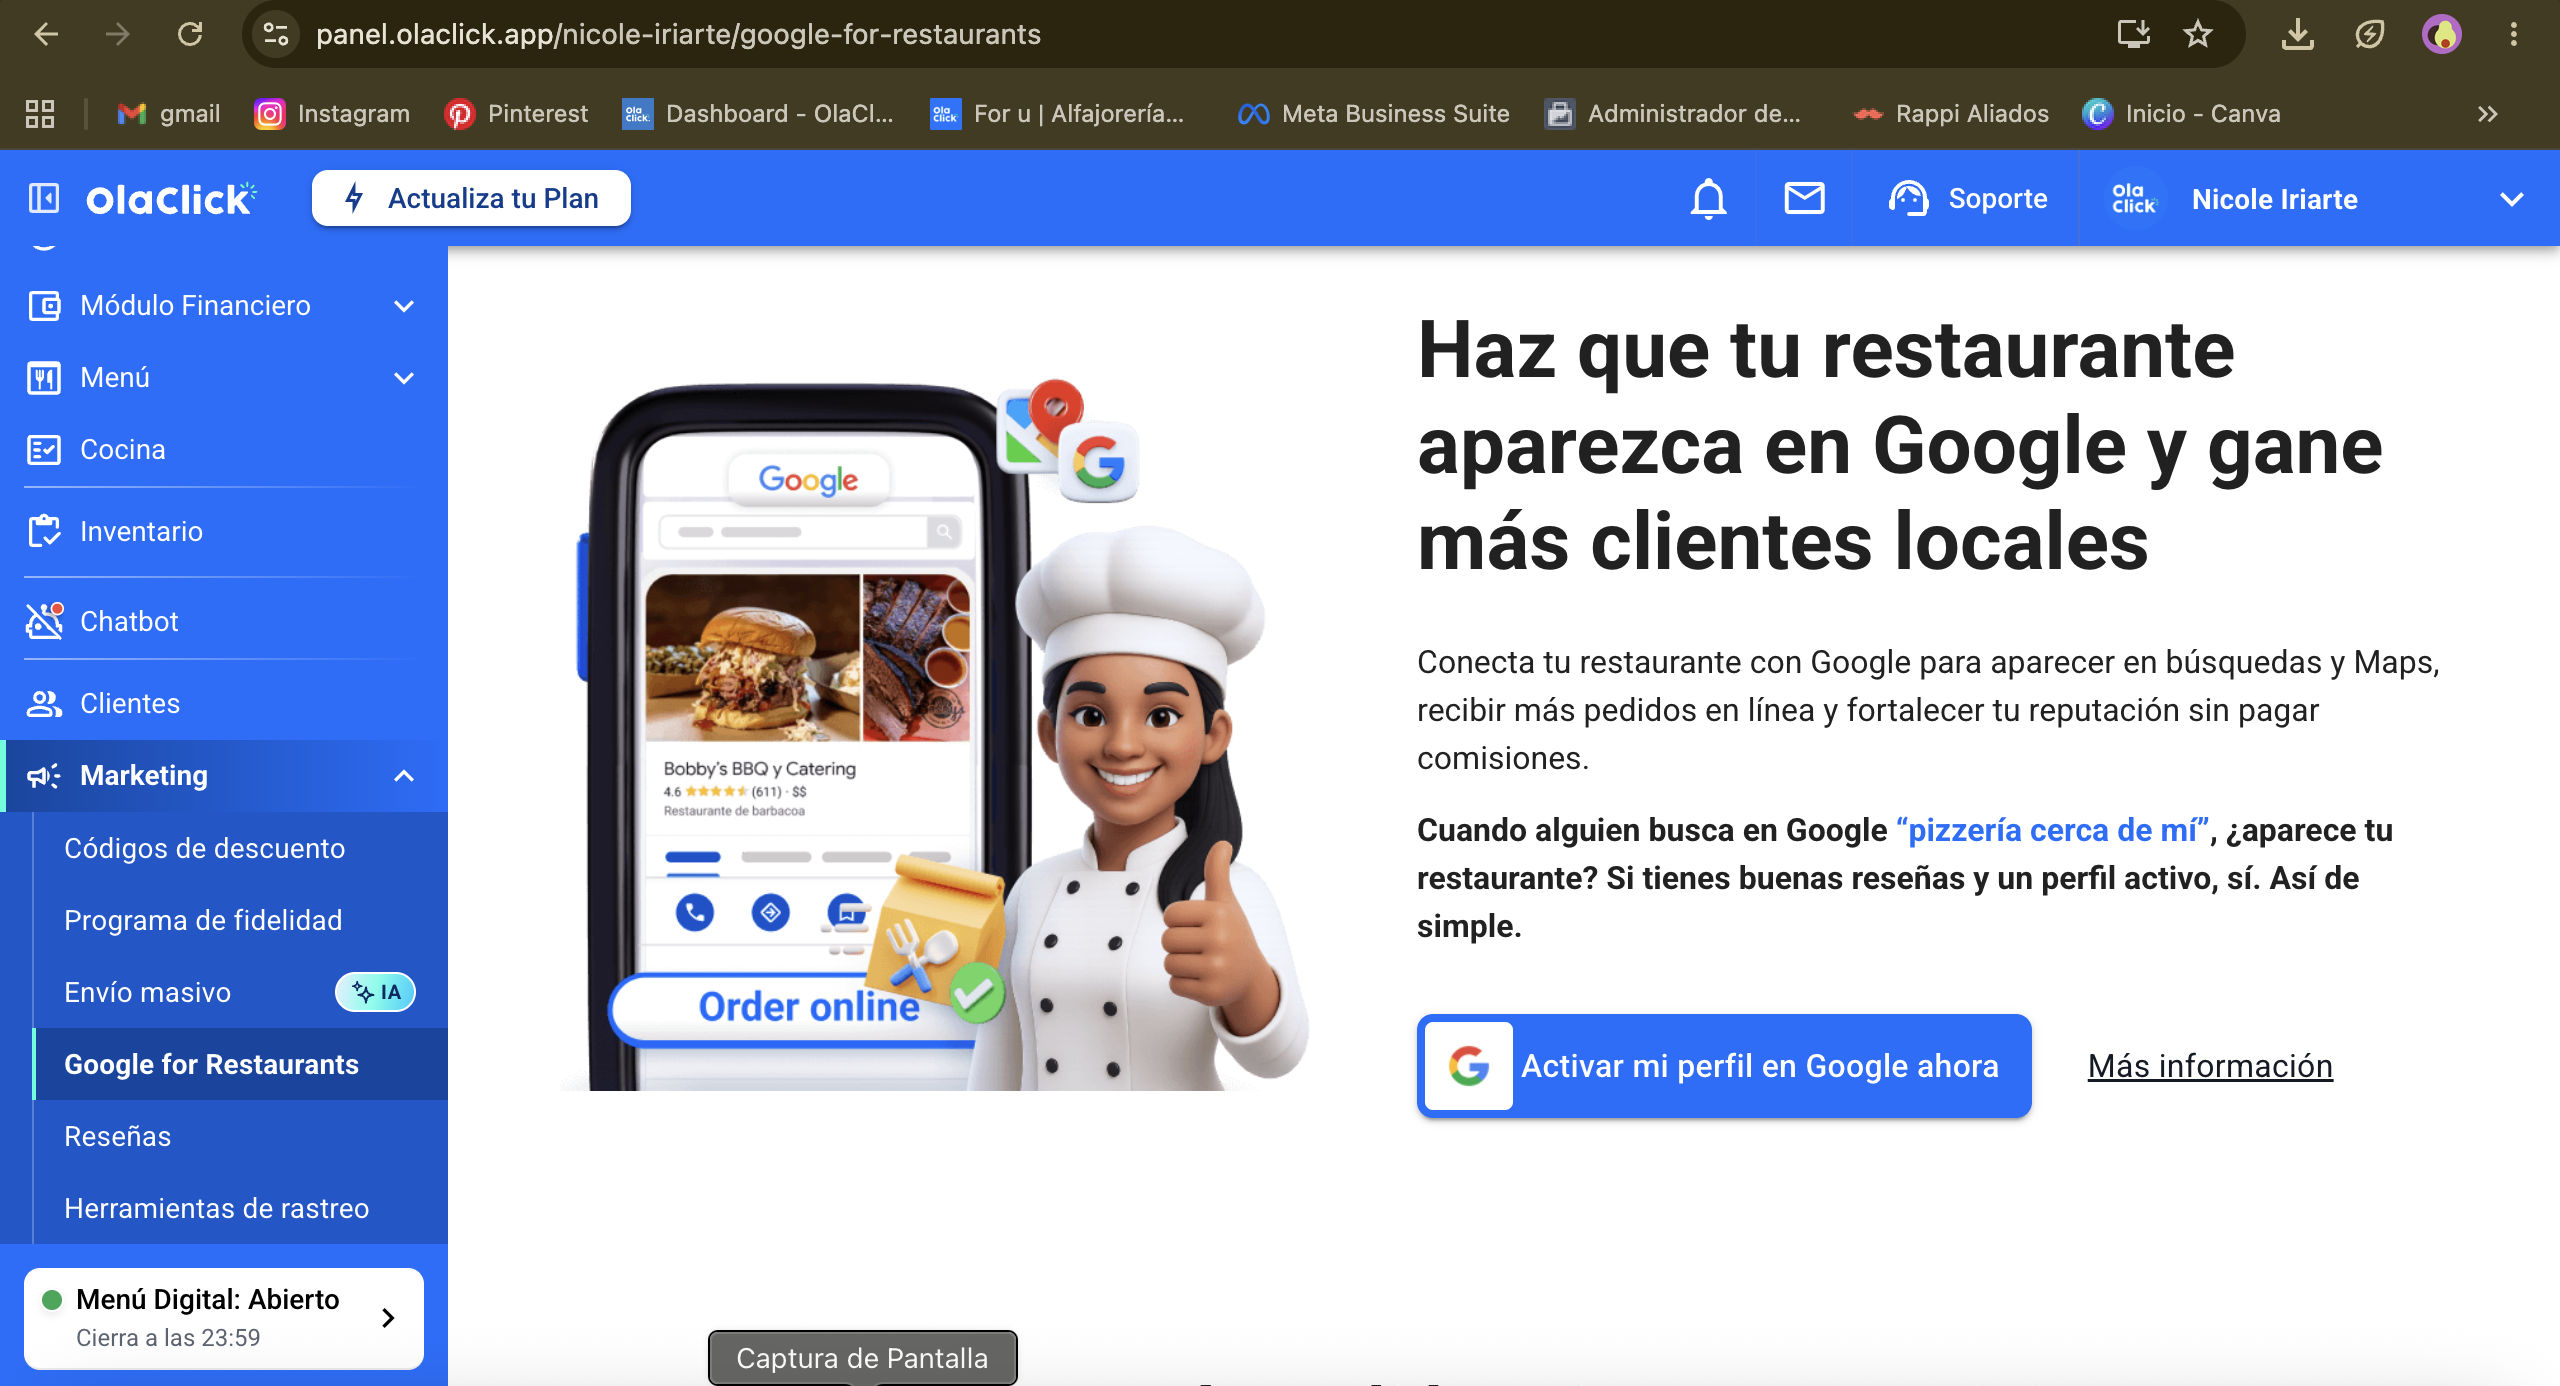 panel.olaclick.app/nicole-iriarte/google-for-restaurants
gmail
Instagram
Pinterest
Dashboard - OlaCl...
For u | Alfajorería...
Meta Business Suite
Administrador de...
Rappi Aliados
Inicio - Canva
olaclick
Actualiza tu Plan
Soporte
Ola Click
Nicole Iriarte
Módulo Financiero
Menú
Cocina
Inventario
Chatbot
Clientes
Marketing
Códigos de descuento
Programa de fidelidad
Envío masivo
IA
Google for Restaurants
Reseñas
Herramientas de rastreo
Menú Digital: Abierto
Cierra a las 23:59
Google
Bobby's BBQ y Catering
4.6 ★★★★★ (611) · $$
Restaurante de barbacoa
Order online
Haz que tu restaurante
aparezca en Google y gane
más clientes locales
Conecta tu restaurante con Google para aparecer en búsquedas y Maps,
recibir más pedidos en línea y fortalecer tu reputación sin pagar
comisiones.
Cuando alguien busca en Google “pizzería cerca de mí”, ¿aparece tu
restaurante? Si tienes buenas reseñas y un perfil activo, sí. Así de
simple.
Activar mi perfil en Google ahora
Más información
Captura de Pantalla